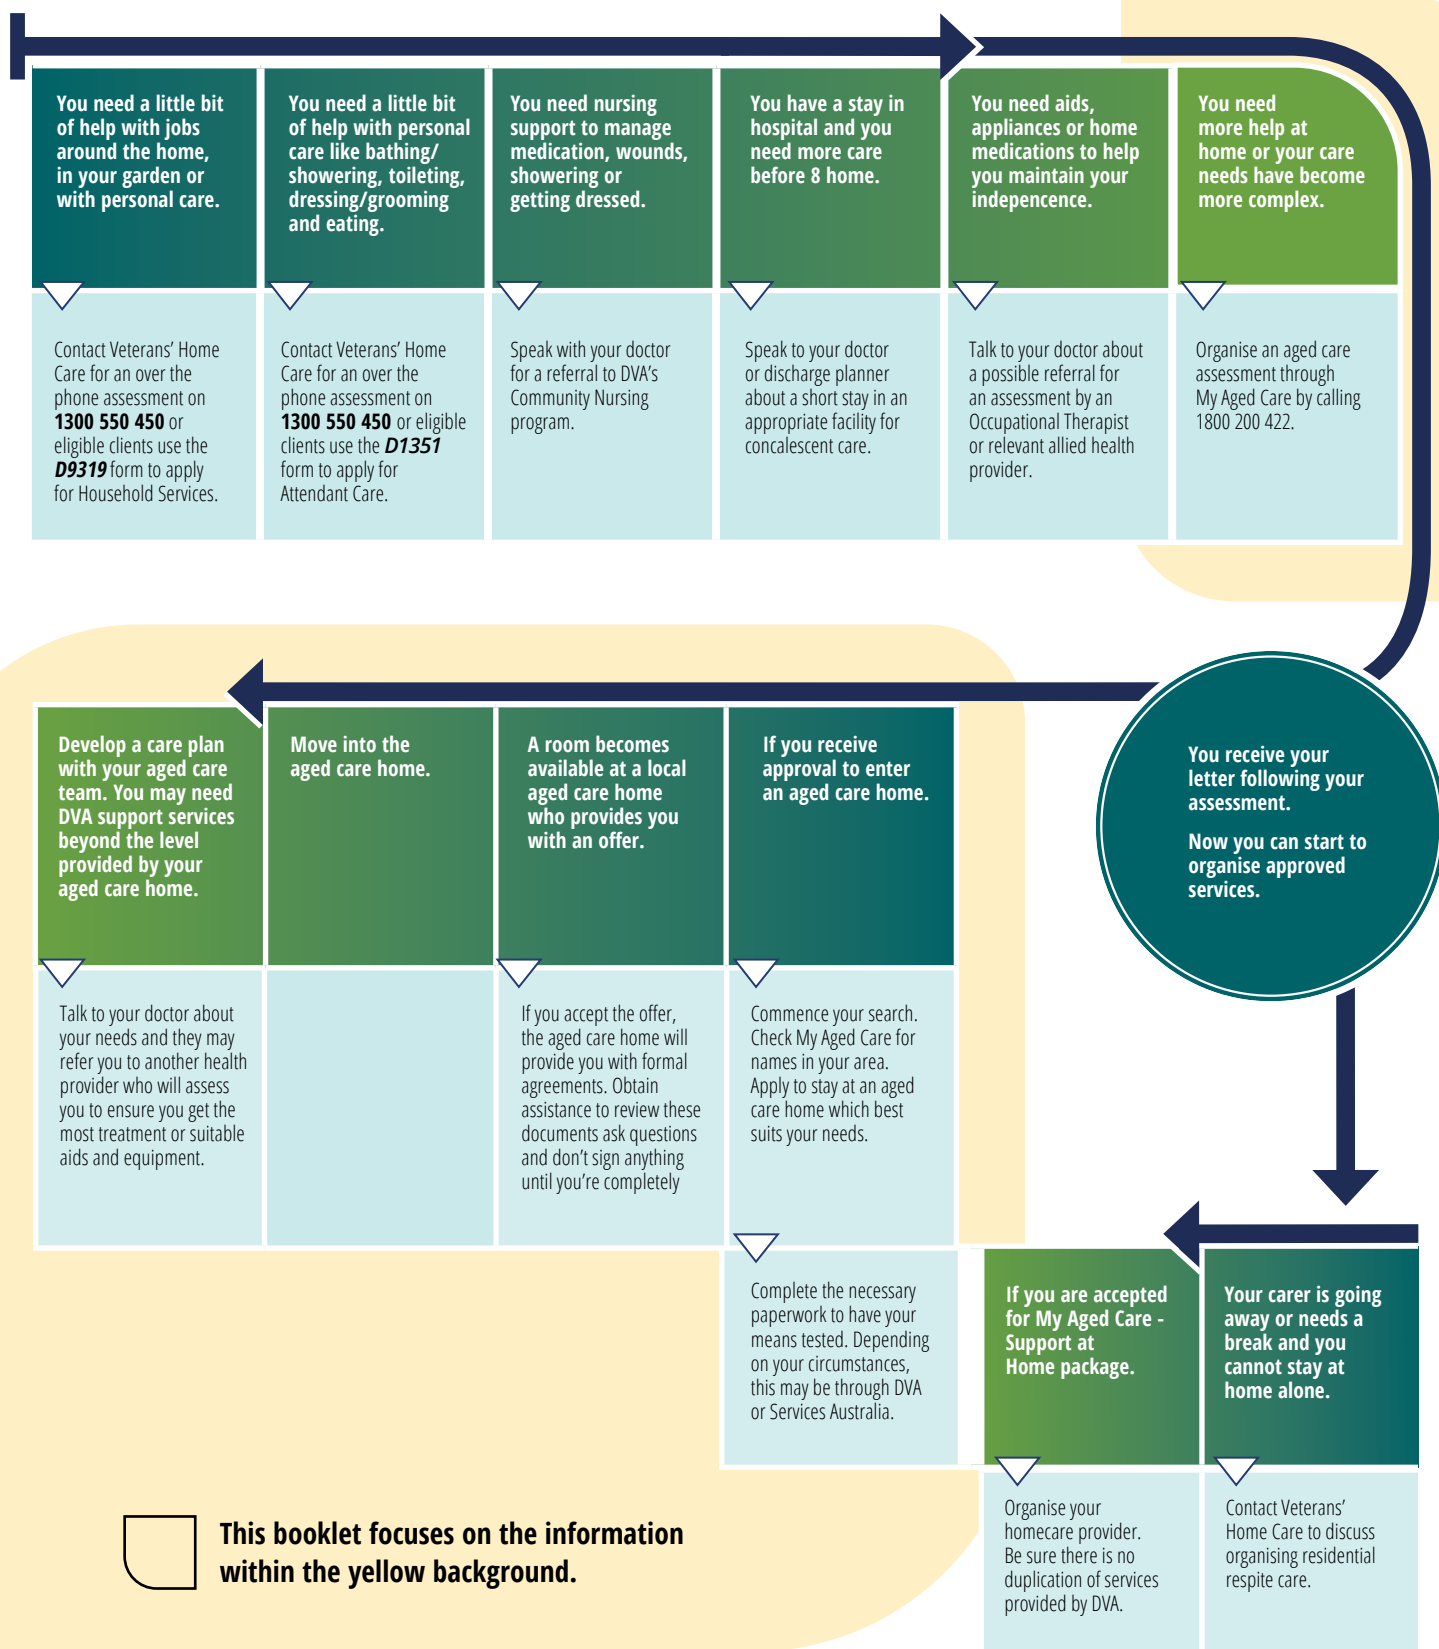 You need a little bit
of help with jobs
around the home,
in your garden or
with personal care.
Contact Veterans’ Home
Care for an over the
phone assessment on
1300 550 450 or
eligible clients use the
D9319 form to apply
for Household Services.
You need a little bit
of help with personal
care like bathing/
showering, toileting,
dressing/grooming
and eating.
Contact Veterans’ Home
Care for an over the
phone assessment on
1300 550 450 or eligible
clients use the D1351
form to apply for
Attendant Care.
You need nursing
support to manage
medication, wounds,
showering or
getting dressed.
Speak with your doctor
for a referral to DVA’s
Community Nursing
program.
You have a stay in
hospital and you
need more care
before 8 home.
Speak to your doctor
or discharge planner
about a short stay in an
appropriate facility for
concalescent care.
You need aids,
appliances or home
medications to help
you maintain your
indepencence.
Talk to your doctor about
a possible referral for
an assessment by an
Occupational Therapist
or relevant allied health
provider.
You need
more help at
home or your care
needs have become
more complex.
Organise an aged care
assessment through
My Aged Care by calling
1800 200 422.
You receive your
letter following your
assessment.
Now you can start to
organise approved
services.
If you receive
approval to enter
an aged care home.
Commence your search.
Check My Aged Care for
names in your area.
Apply to stay at an aged
care home which best
suits your needs.
Complete the necessary
paperwork to have your
means tested. Depending
on your circumstances,
this may be through DVA
or Services Australia.
A room becomes
available at a local
aged care home
who provides you
with an offer.
If you accept the offer,
the aged care home will
provide you with formal
agreements. Obtain
assistance to review these
documents ask questions
and don’t sign anything
until you’re completely
Move into the
aged care home.
Develop a care plan
with your aged care
team. You may need
DVA support services
beyond the level
provided by your
aged care home.
Talk to your doctor about
your needs and they may
refer you to another health
provider who will assess
you to ensure you get the
most treatment or suitable
aids and equipment.
Your carer is going
away or needs a
break and you
cannot stay at
home alone.
Contact Veterans’
Home Care to discuss
organising residential
respite care.
If you are accepted
for My Aged Care -
Support at
Home package.
Organise your
homecare provider.
Be sure there is no
duplication of services
provided by DVA.
This booklet focuses on the information
within the yellow background.